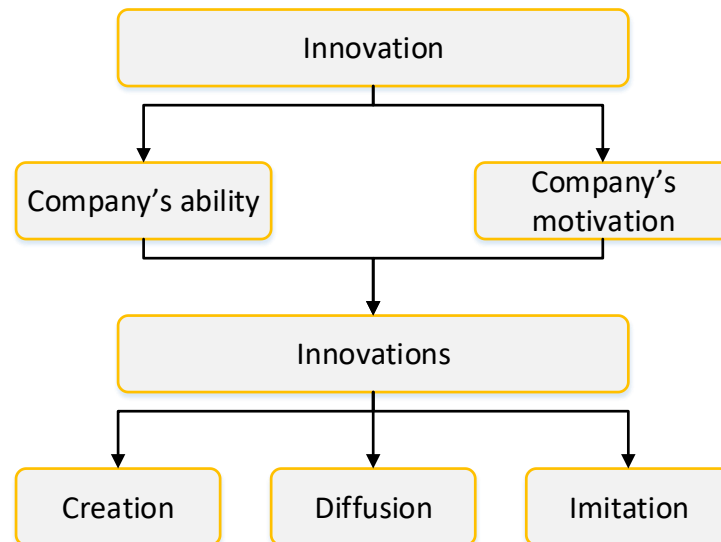 Innovation
Company’s ability
Company’s
motivation
Innovations
Creation
Diffusion
Imitation